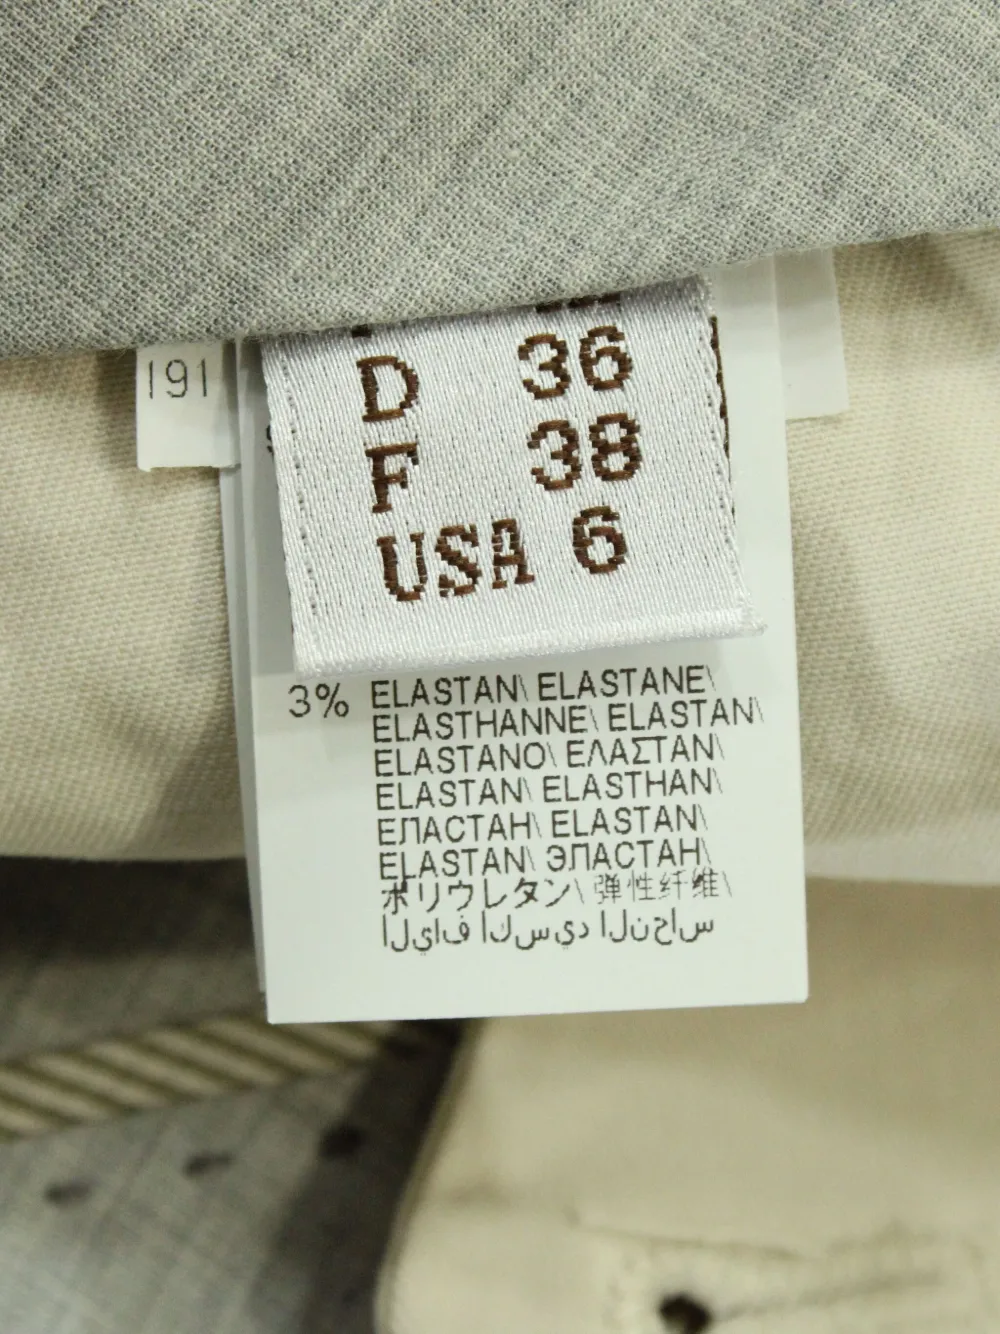 191
D 36
F 38
USA 6
3% ELASTAN\ ELASTANE\
ELASTHANNE\ ELASTAN\
ELASTANO\ ΕΛΑΣΤΑΝ\
ELASTAN\ ELASTHAN\
ЕЛАСТАН\ ELASTAN\
ELASTAN\ ЭЛАСТАН\
ポリウレタン\ 弹性纤维\